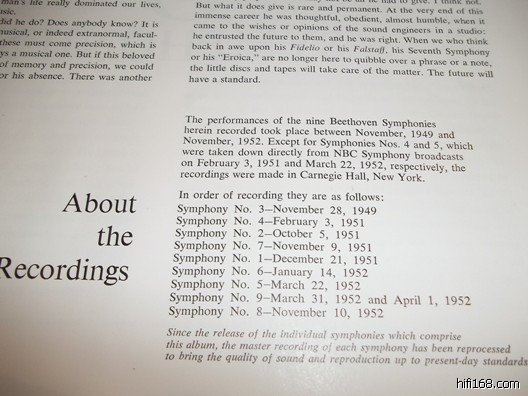 man's life really dominated our lives,
sic.
did he do? Does anybody know? It is
musical, or indeed extranormal, facul-
these must come precision, which is
ys a musical one. But if this beloved
of memory and precision, we could
or his absence. There was another
But what it does give is rare and permanent. At the very end of this
immense career he was thoughtful, obedient, almost humble, when it
came to the wishes or opinions of the sound engineers in a studio:
he entrusted the future to them, and he was right. When we who think
back in awe upon his Fidelio or his Falstaff, his Seventh Symphony
or his "Eroica," are no longer here to quibble over a phrase or a note,
the little discs and tapes will take care of the matter. The future will
have a standard.
About
the
Recordings
The performances of the nine Beethoven Symphonies
herein recorded took place between November, 1949 and
November, 1952. Except for Symphonies Nos. 4 and 5, which
were taken down directly from NBC Symphony broadcasts
on February 3, 1951 and March 22, 1952, respectively, the
recordings were made in Carnegie Hall, New York.
In order of recording they are as follows:
Symphony No. 3—November 28, 1949
Symphony No. 4—February 3, 1951
Symphony No. 2—October 5, 1951
Symphony No. 7—November 9, 1951
Symphony No. 1—December 21, 1951
Symphony No. 6—January 14, 1952
Symphony No. 5—March 22, 1952
Symphony No. 9—March 31, 1952 and April 1, 1952
Symphony No. 8—November 10, 1952
Since the release of the individual symphonies which comprise
this album, the master recording of each symphony has been reprocessed
to bring the quality of sound and reproduction up to present-day standards
hifi168.com